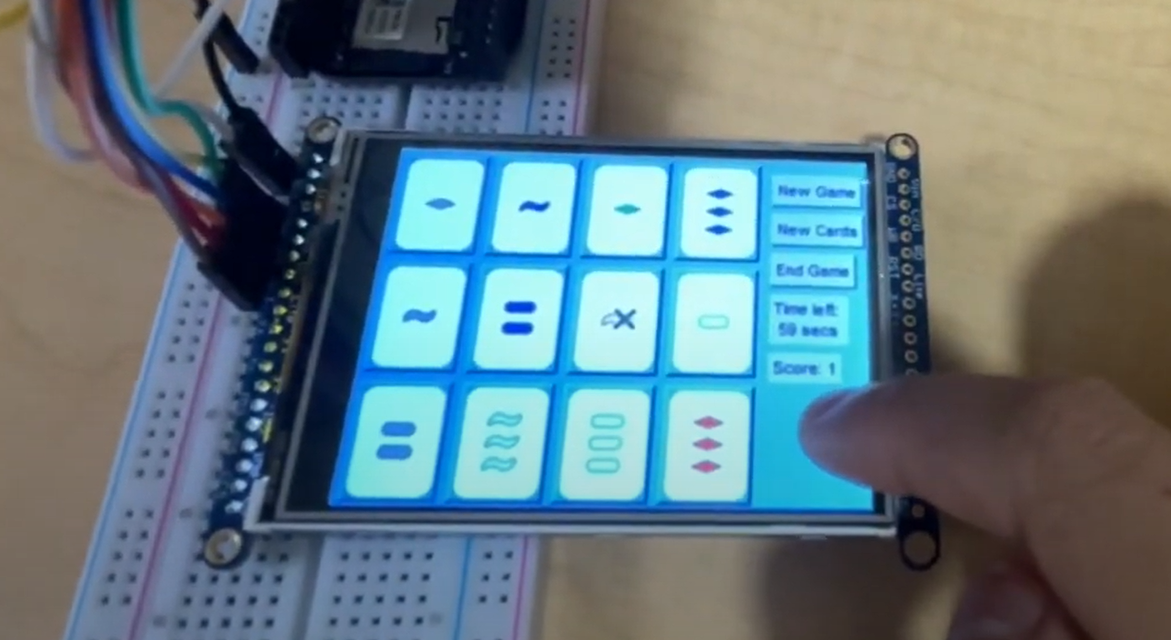 New Game
New Cards
End Game
Time left:
59 secs
Score: 1